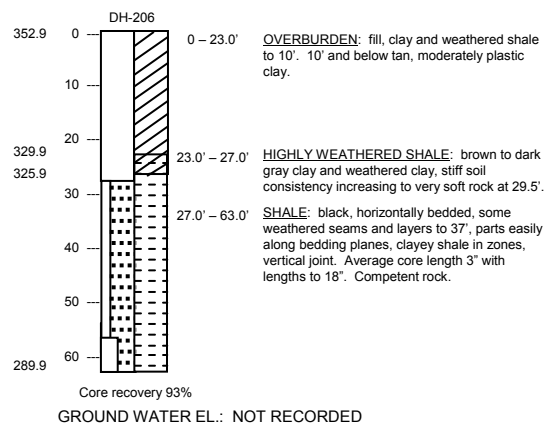 DH-206
352.9 0 --- 0 – 23.0' OVERBURDEN: fill, clay and weathered shale
to 10'. 10' and below tan, moderately plastic
clay.
10 ---
20 ---
329.9 23.0' – 27.0' HIGHLY WEATHERED SHALE: brown to dark
325.9 gray clay and weathered clay, stiff soil
consistency increasing to very soft rock at 29.5'.
30 ---
27.0' – 63.0' SHALE: black, horizontally bedded, some
weathered seams and layers to 37', parts easily
along bedding planes, clayey shale in zones,
vertical joint. Average core length 3" with
lengths to 18". Competent rock.
40 ---
50 ---
60 ---
289.9
Core recovery 93%
GROUND WATER EL.: NOT RECORDED